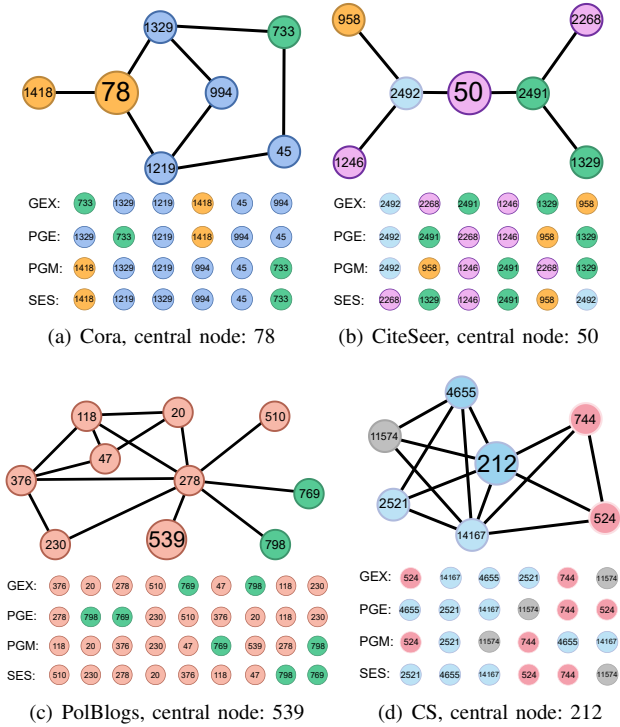 1329
733
1418
78
994
1219
45
GEX: 733 1329 1219 1418 45 994
PGE: 1329 733 1219 1418 994 45
PGM: 1418 1329 1219 994 45 733
SES: 1418 1219 1329 994 45 733
(a) Cora, central node: 78
958
2268
2492
50
2491
1246
1329
GEX: 2492 2268 2491 1246 1329 958
PGE: 2492 2491 2268 1246 958 1329
PGM: 2492 958 1246 2491 2268 1329
SES: 2268 1329 1246 2491 958 2492
(b) CiteSeer, central node: 50
118
20
510
47
376
278
769
230
539
798
GEX: 376 20 278 510 769 47 798 118 230
PGE: 278 798 769 230 510 376 20 118 230
PGM: 118 20 376 230 47 769 539 278 798
SES: 510 230 278 20 376 118 47 798 769
(c) PolBlogs, central node: 539
4655
744
11574
212
2521
524
14167
GEX: 524 14167 4655 2521 744 11574
PGE: 4655 2521 14167 11574 744 524
PGM: 524 2521 11574 744 4655 14167
SES: 2521 4655 14167 524 744 11574
(d) CS, central node: 212